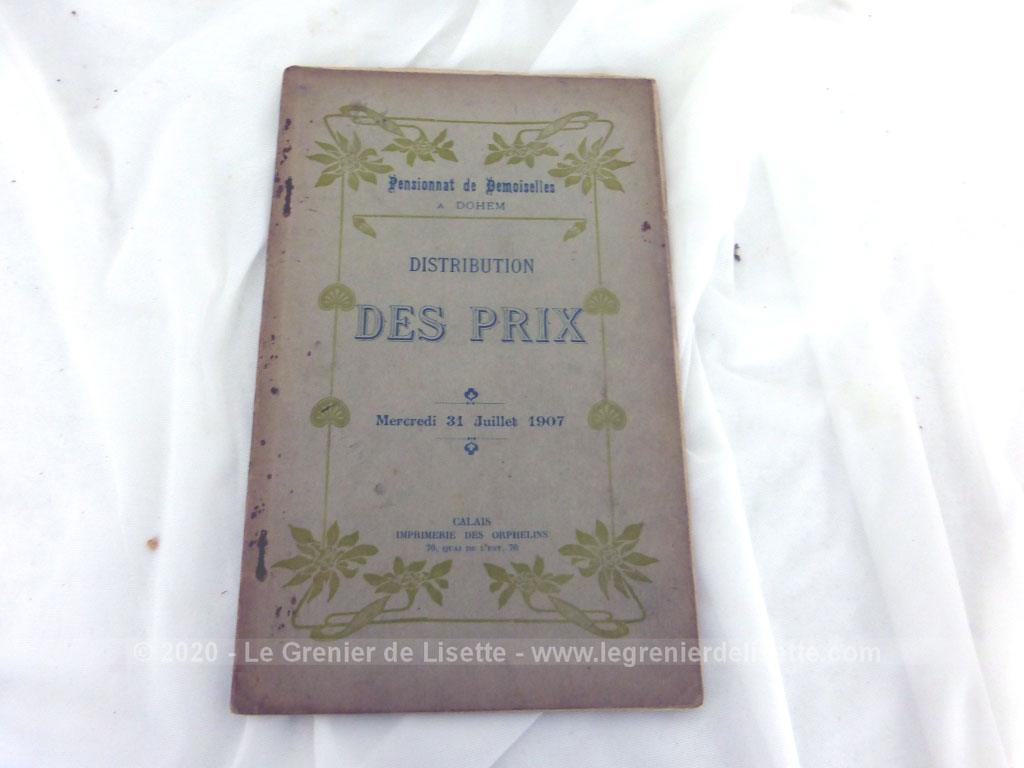 Pensionnat de Demoiselles
A DOHEM
DISTRIBUTION
DES PRIX
Mercredi 31 Juillet 1907
CALAIS
IMPRIMERIE DES ORPHELINS
70, QUAI DE L'EST, 70
© 2020 - Le Grenier de Lisette - www.legrenierdelisette.com